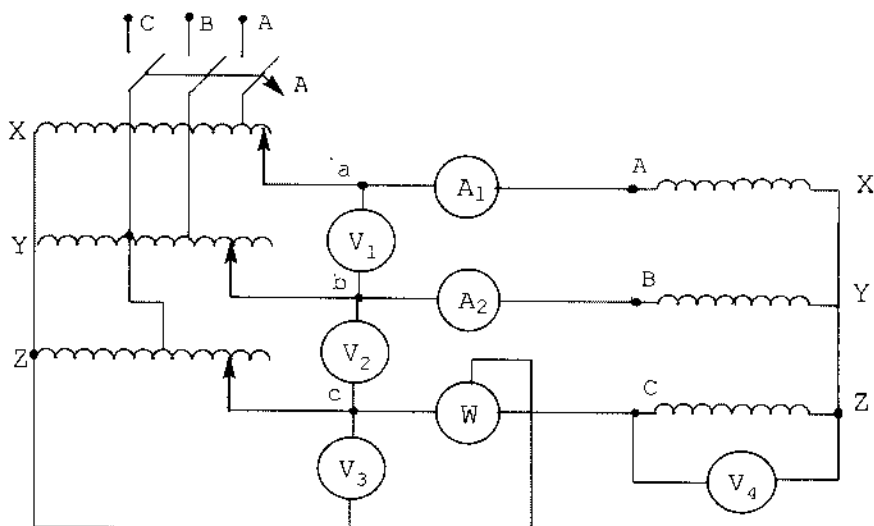 C B A
A
X
a A A₁ X
Y V₁
b B A₂ Y
Z V₂
c C W Z
V₃ V₄